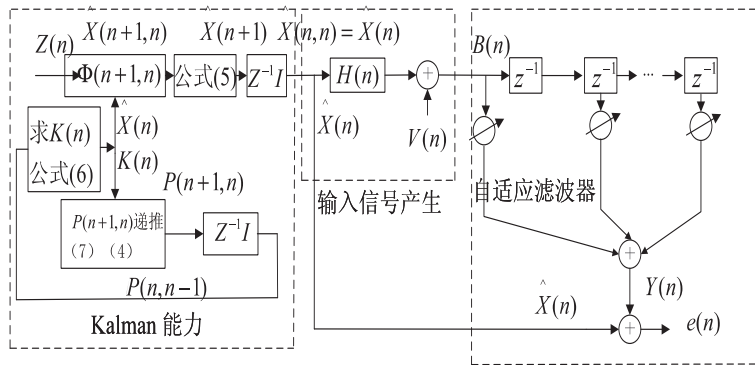 X̂(n+1,n)
X̂(n+1)
X̂(n,n) = X̂(n)
Z(n)
Φ(n+1,n)
公式(5)
Z⁻¹I
H(n)
+
B(n)
z⁻¹
z⁻¹
...
z⁻¹
求K(n)
公式(6)
X̂(n)
K(n)
X̂(n)
V(n)
P(n+1,n)
输入信号产生
自适应滤波器
P(n+1,n)递推
(7) (4)
Z⁻¹I
+
P(n,n−1)
Y(n)
X̂(n)
Kalman 能力
+
e(n)